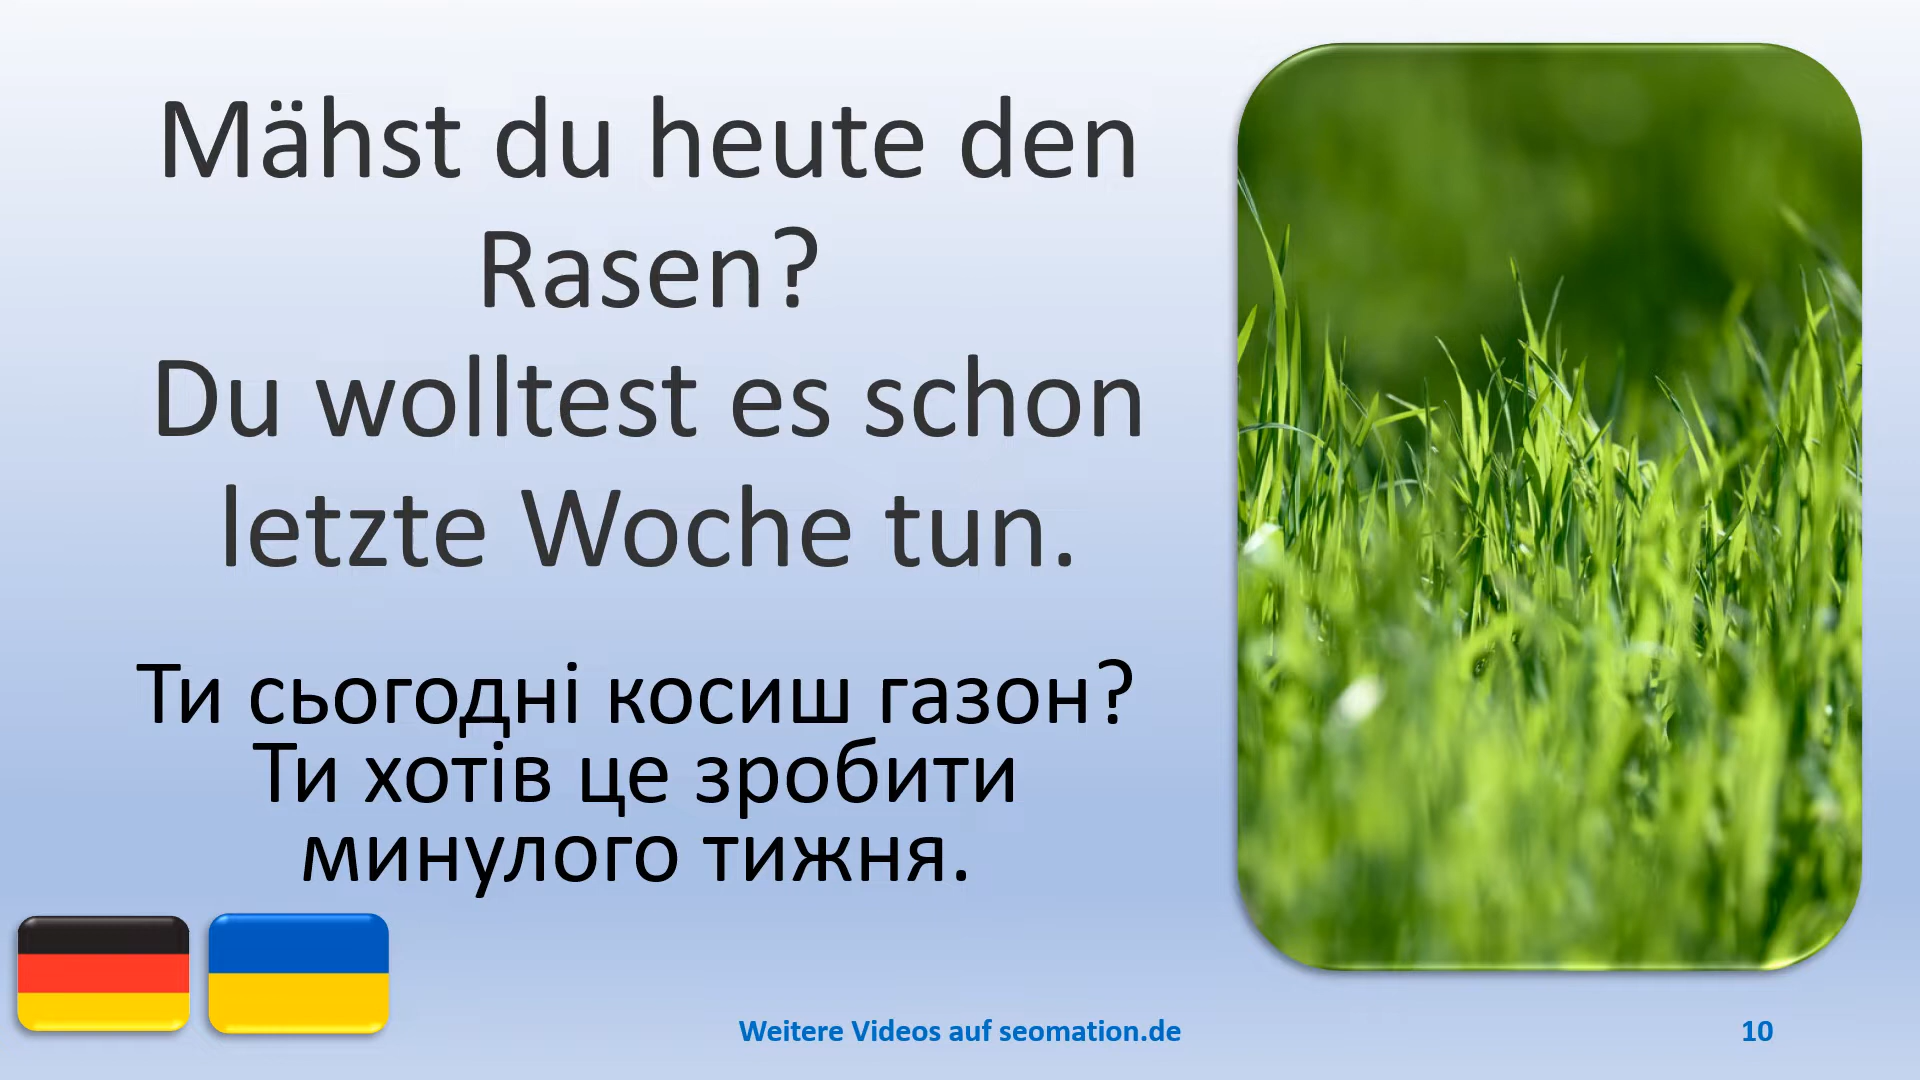 Mähst du heute den
Rasen?
Du wolltest es schon
letzte Woche tun.
Ти сьогодні косиш газон?
Ти хотів це зробити
минулого тижня.
Weitere Videos auf seomation.de
10